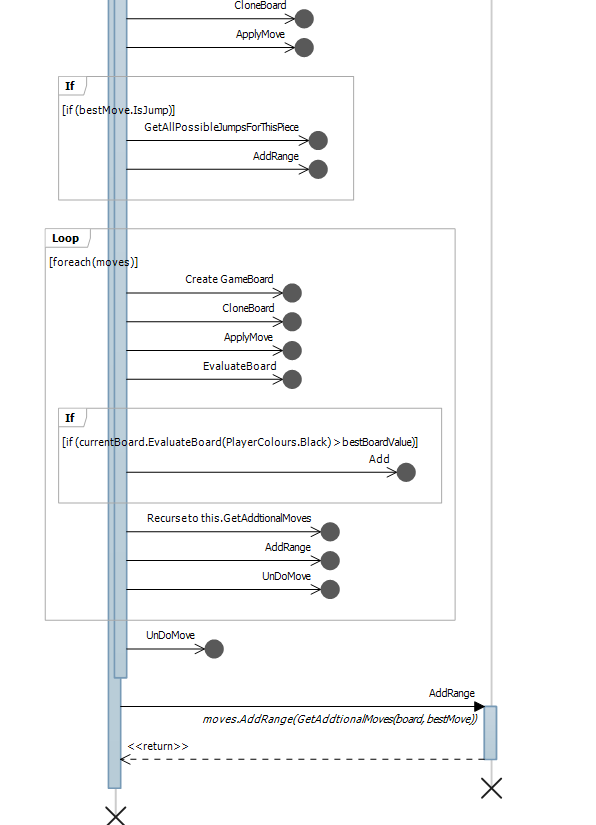 CloneBoard
ApplyMove
If
[if (bestMove.IsJump)]
GetAllPossibleJumpsForThisPiece
AddRange
Loop
[foreach(moves)]
Create GameBoard
CloneBoard
ApplyMove
EvaluateBoard
If
[if (currentBoard.EvaluateBoard(PlayerColours.Black) > bestBoardValue)]
Add
Recurse to this.GetAddtionalMoves
AddRange
UnDoMove
UnDoMove
AddRange
moves.AddRange(GetAddtionalMoves(board, bestMove))
<<return>>